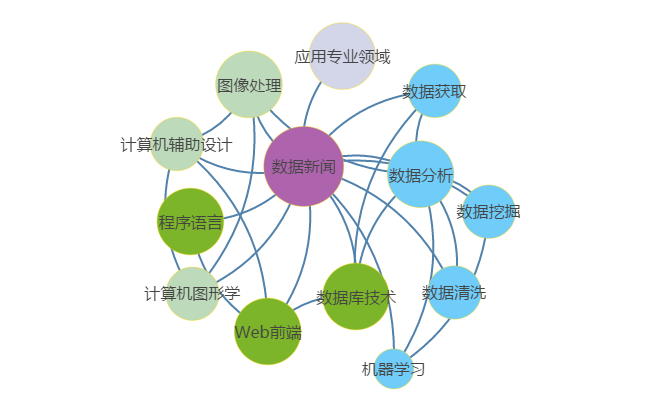 应用专业领域
图像处理
数据获取
计算机辅助设计
数据新闻
数据分析
数据挖掘
程序语言
计算机图形学
数据库技术
数据清洗
Web前端
机器学习